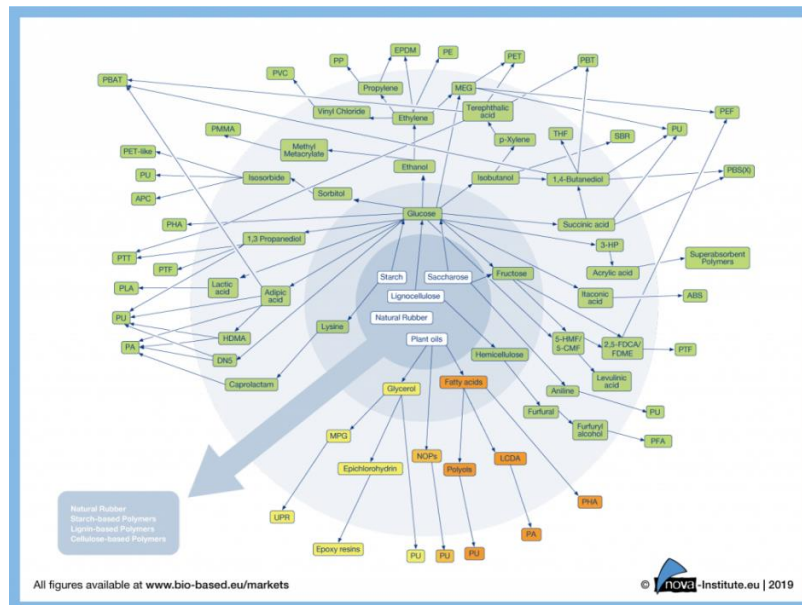 PBAT
PP
EPDM
PE
PET
PBT
PVC
Propylene
MEG
Vinyl Chloride
Ethylene
Terephthalic
acid
PEF
PMMA
Methyl
Metacrylate
p-Xylene
THF
SBR
PU
PET-like
Ethanol
PU
Isosorbide
Isobutanol
1,4-Butanediol
PBS(X)
APC
Sorbitol
Glucose
PHA
Succinic acid
1,3 Propanediol
3-HP
PTT
Superabsorbent
Polymers
PTF
Starch
Saccharose
Fructose
Acrylic acid
PLA
Lactic
acid
Adipic
acid
Lignocellulose
Itaconic
acid
ABS
PU
Natural Rubber
Lysine
HDMA
Plant oils
5-HMF/
5-CMF
2,5-FDCA/
FDME
PTF
PA
DN5
Hemicellulose
Caprolactam
Glycerol
Fatty acids
Levulinic
acid
Aniline
PU
Furfural
MPG
Furfuryl
alcohol
PFA
NOPs
LCDA
Epichlorohydrin
Polyols
PHA
UPR
PA
Epoxy resins
PU
PU
PU
Natural Rubber
Starch-based Polymers
Lignin-based Polymers
Cellulose-based Polymers
All figures available at www.bio-based.eu/markets
© nova-Institute.eu | 2019